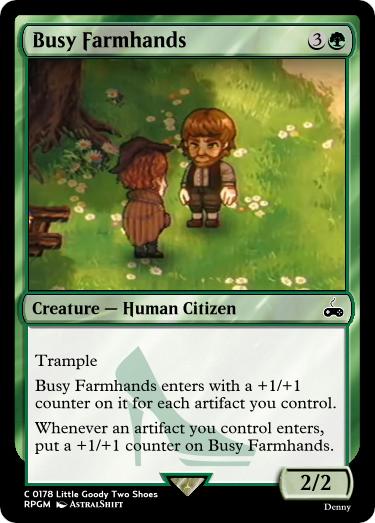 Busy Farmhands 3
Creature — Human Citizen
Trample
Busy Farmhands enters with a +1/+1
counter on it for each artifact you control.
Whenever an artifact you control enters,
put a +1/+1 counter on Busy Farmhands.
2/2
C 0178 Little Goody Two Shoes
RPGM AstralShift
Denny